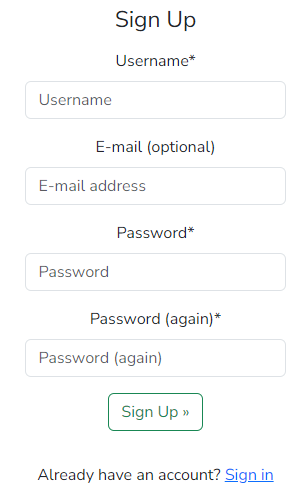 Sign Up
Username*
Username
E-mail (optional)
E-mail address
Password*
Password
Password (again)*
Password (again)
Sign Up »
Already have an account? Sign in